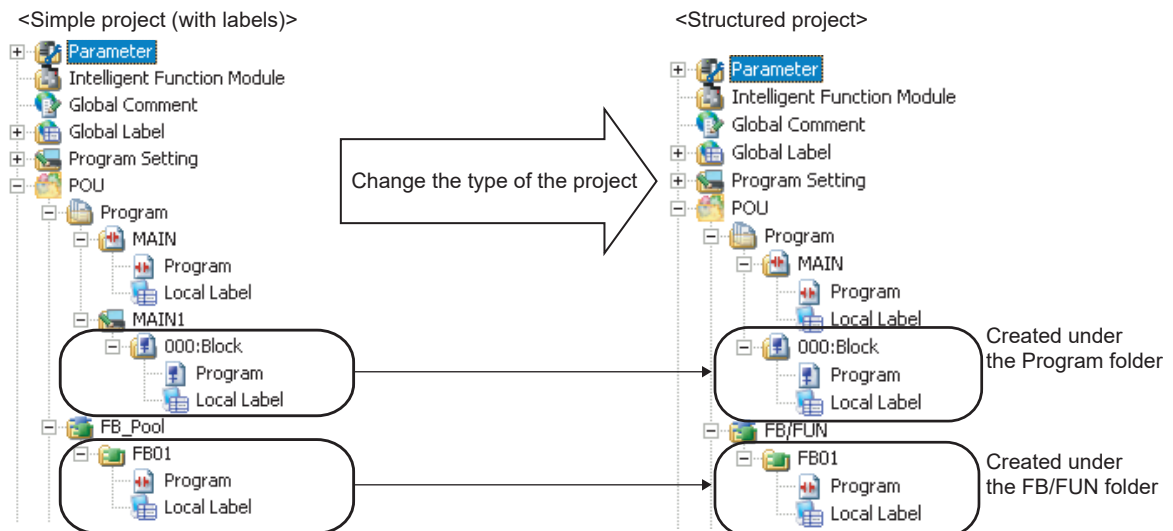 <Simple project (with labels)>
Parameter
Intelligent Function Module
Global Comment
Global Label
Program Setting
POU
Program
MAIN
Program
Local Label
MAIN1
000:Block
Program
Local Label
FB_Pool
FB01
Program
Local Label
Change the type of the project
<Structured project>
Parameter
Intelligent Function Module
Global Comment
Global Label
Program Setting
POU
Program
MAIN
Program
Local Label
000:Block
Program
Local Label
FB/FUN
FB01
Program
Local Label
Created under
the Program folder
Created under
the FB/FUN folder